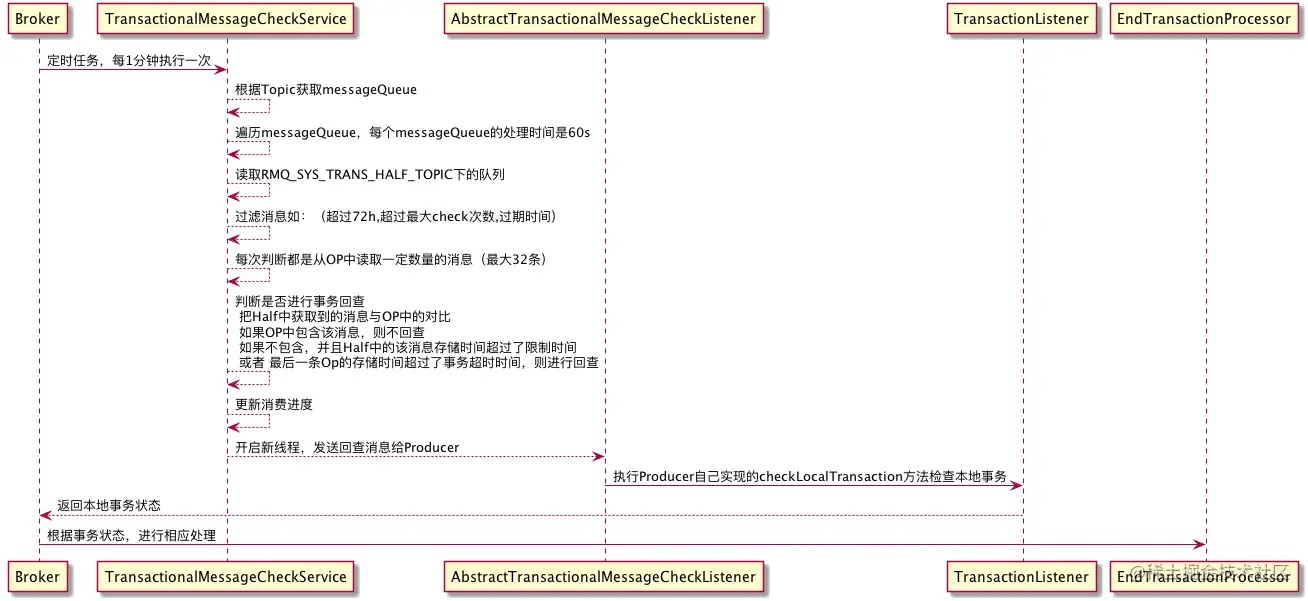 Broker TransactionalMessageCheckService AbstractTransactionalMessageCheckListener TransactionListener EndTransactionProcessor
定时任务，每1分钟执行一次
根据Topic获取messageQueue
遍历messageQueue，每个messageQueue的处理时间是60s
读取RMQ_SYS_TRANS_HALF_TOPIC下的队列
过滤消息如：（超过72h,超过最大check次数,过期时间）
每次判断都是从OP中读取一定数量的消息（最大32条）
判断是否进行事务回查
把Half中获取到的消息与OP中的对比
如果OP中包含该消息，则不回查
如果不包含，并且Half中的该消息存储时间超过了限制时间
或者 最后一条Op的存储时间超过了事务超时时间，则进行回查
更新消费进度
开启新线程，发送回查消息给Producer
执行Producer自己实现的checkLocalTransaction方法检查本地事务
返回本地事务状态
根据事务状态，进行相应处理
Broker TransactionalMessageCheckService AbstractTransactionalMessageCheckListener TransactionListener EndTransactionProcessor
@稀土掘金技术社区